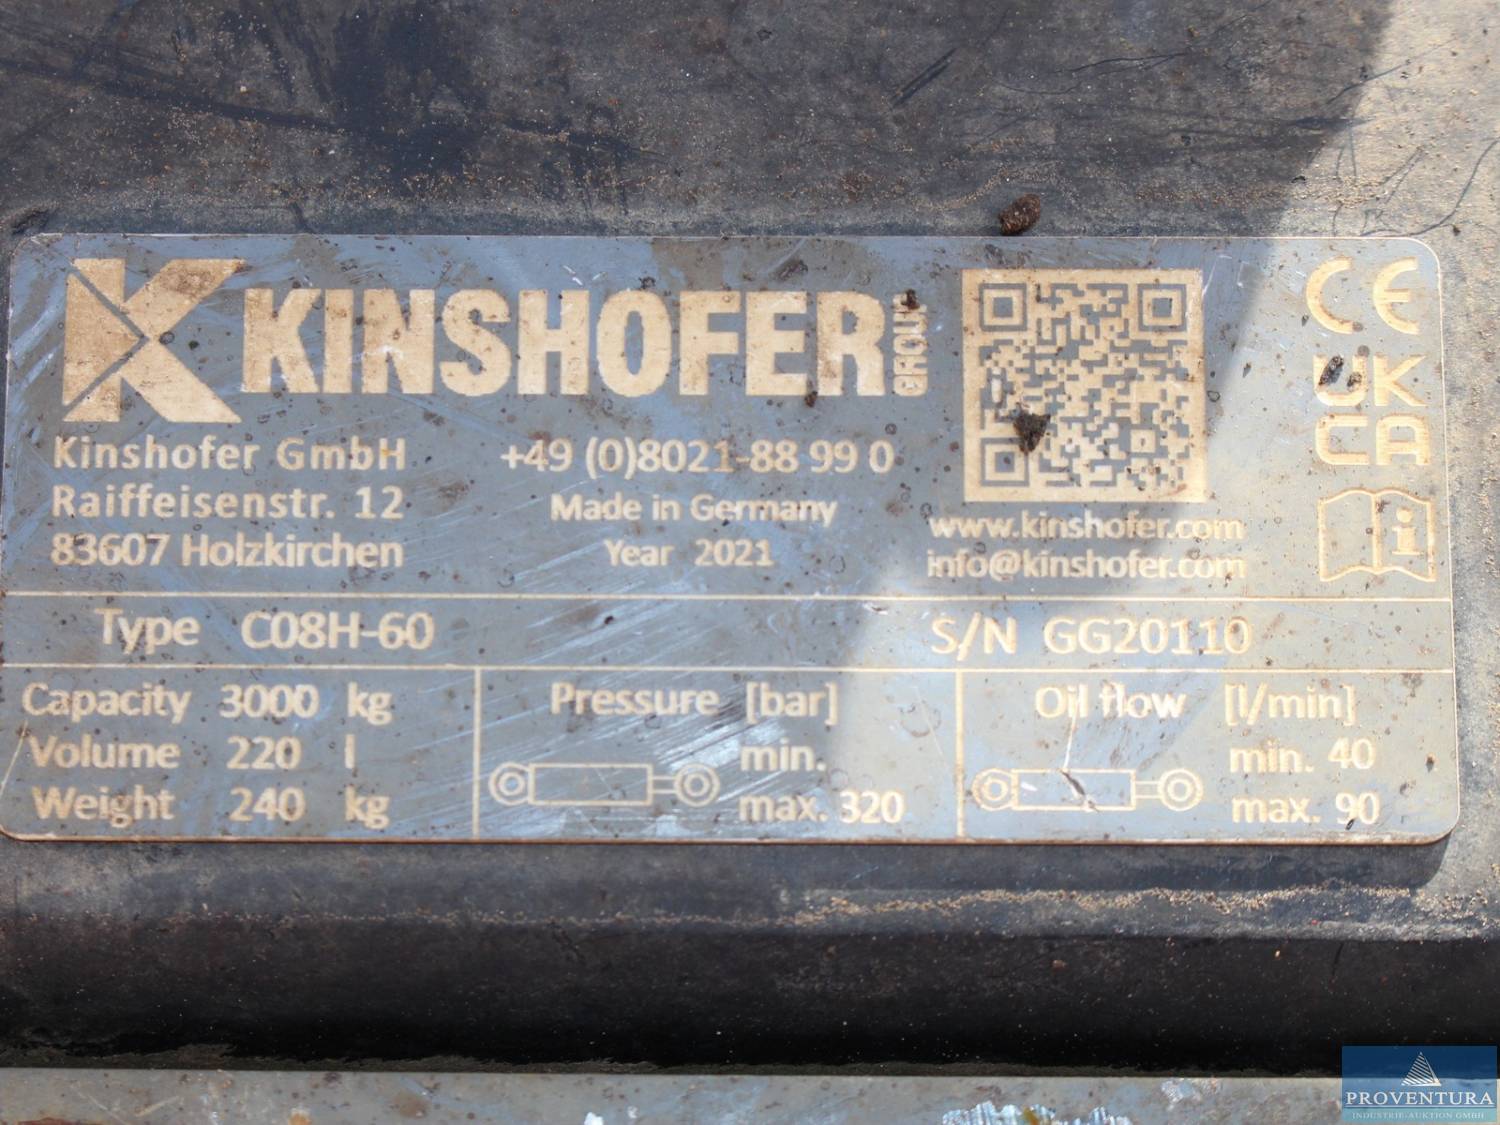 KINSHOFER GROUP
Kinshofer GmbH
Raiffeisenstr. 12
83607 Holzkirchen
+49 (0)8021-88 99 0
Made in Germany
Year 2021
www.kinshofer.com
info@kinshofer.com
CE
UK
CA
i
Type C08H-60
S/N GG20110
Capacity 3000 kg
Volume 220 l
Weight 240 kg
Pressure [bar]
min.
max. 320
Oil flow [l/min]
min. 40
max. 90
PROVENTURA
INDUSTRIE-AUKTION GMBH